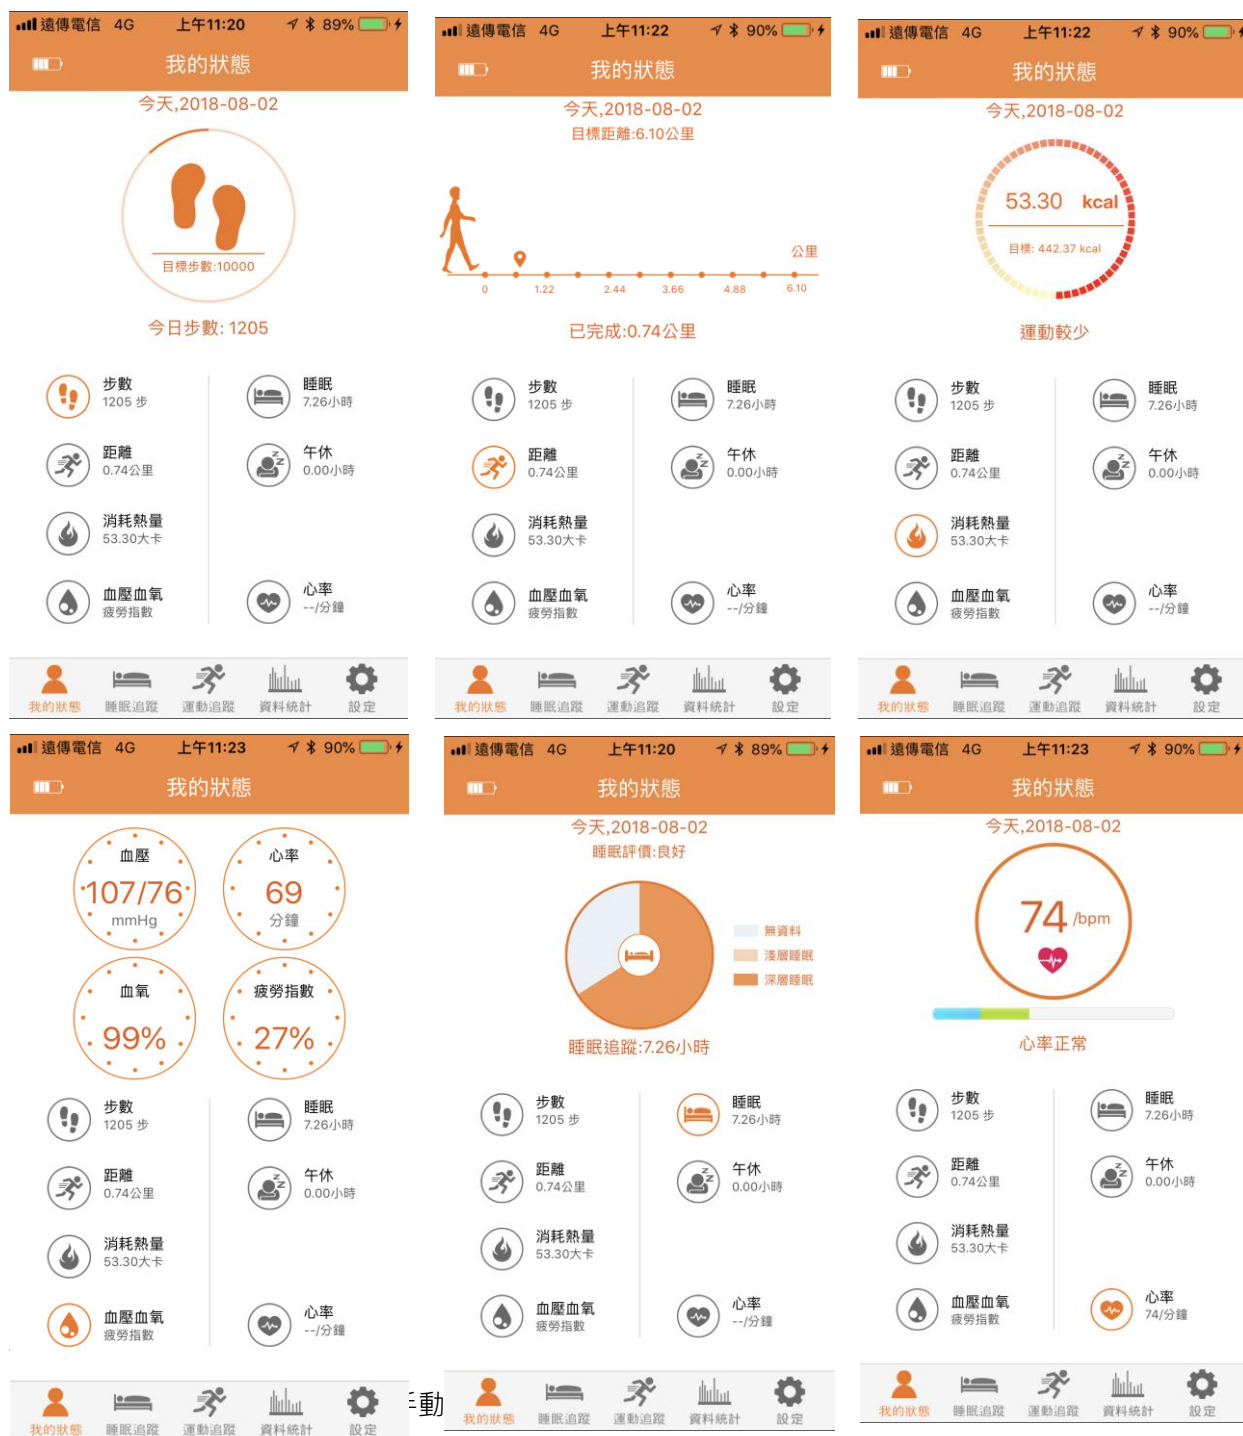 遠傳電信 4G 上午11:20 89%
我的狀態
今天,2018-08-02
目標步數:10000
今日步數: 1205
步數
1205 步
睡眠
7.26小時
距離
0.74公里
午休
0.00小時
消耗熱量
53.30大卡
血壓血氧
疲勞指數
心率
--/分鐘
我的狀態 睡眠追蹤 運動追蹤 資料統計 設定
遠傳電信 4G 上午11:22 90%
我的狀態
今天,2018-08-02
目標距離:6.10公里
公里
0 1.22 2.44 3.66 4.88 6.10
已完成:0.74公里
步數
1205 步
睡眠
7.26小時
距離
0.74公里
午休
0.00小時
消耗熱量
53.30大卡
血壓血氧
疲勞指數
心率
--/分鐘
我的狀態 睡眠追蹤 運動追蹤 資料統計 設定
遠傳電信 4G 上午11:22 90%
我的狀態
今天,2018-08-02
53.30 kcal
目標: 442.37 kcal
運動較少
步數
1205 步
睡眠
7.26小時
距離
0.74公里
午休
0.00小時
消耗熱量
53.30大卡
血壓血氧
疲勞指數
心率
--/分鐘
我的狀態 睡眠追蹤 運動追蹤 資料統計 設定
遠傳電信 4G 上午11:23 90%
我的狀態
血壓
107/76
mmHg
心率
69
分鐘
血氧
99%
疲勞指數
27%
步數
1205 步
睡眠
7.26小時
距離
0.74公里
午休
0.00小時
消耗熱量
53.30大卡
血壓血氧
疲勞指數
心率
--/分鐘
我的狀態 睡眠追蹤 運動追蹤 資料統計 設定
手動
遠傳電信 4G 上午11:20 89%
我的狀態
今天,2018-08-02
睡眠評價:良好
無資料
淺層睡眠
深層睡眠
睡眠追蹤:7.26小時
步數
1205 步
睡眠
7.26小時
距離
0.74公里
午休
0.00小時
消耗熱量
53.30大卡
血壓血氧
疲勞指數
心率
--/分鐘
我的狀態 睡眠追蹤 運動追蹤 資料統計 設定
遠傳電信 4G 上午11:23 90%
我的狀態
今天,2018-08-02
74 /bpm
心率正常
步數
1205 步
睡眠
7.26小時
距離
0.74公里
午休
0.00小時
消耗熱量
53.30大卡
血壓血氧
疲勞指數
心率
74/分鐘
我的狀態 睡眠追蹤 運動追蹤 資料統計 設定